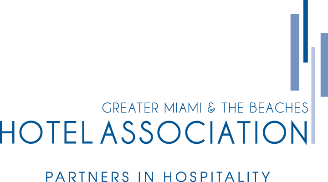 GREATER MIAMI & THE BEACHES
HOTEL ASSOCIATION
PARTNERS IN HOSPITALITY